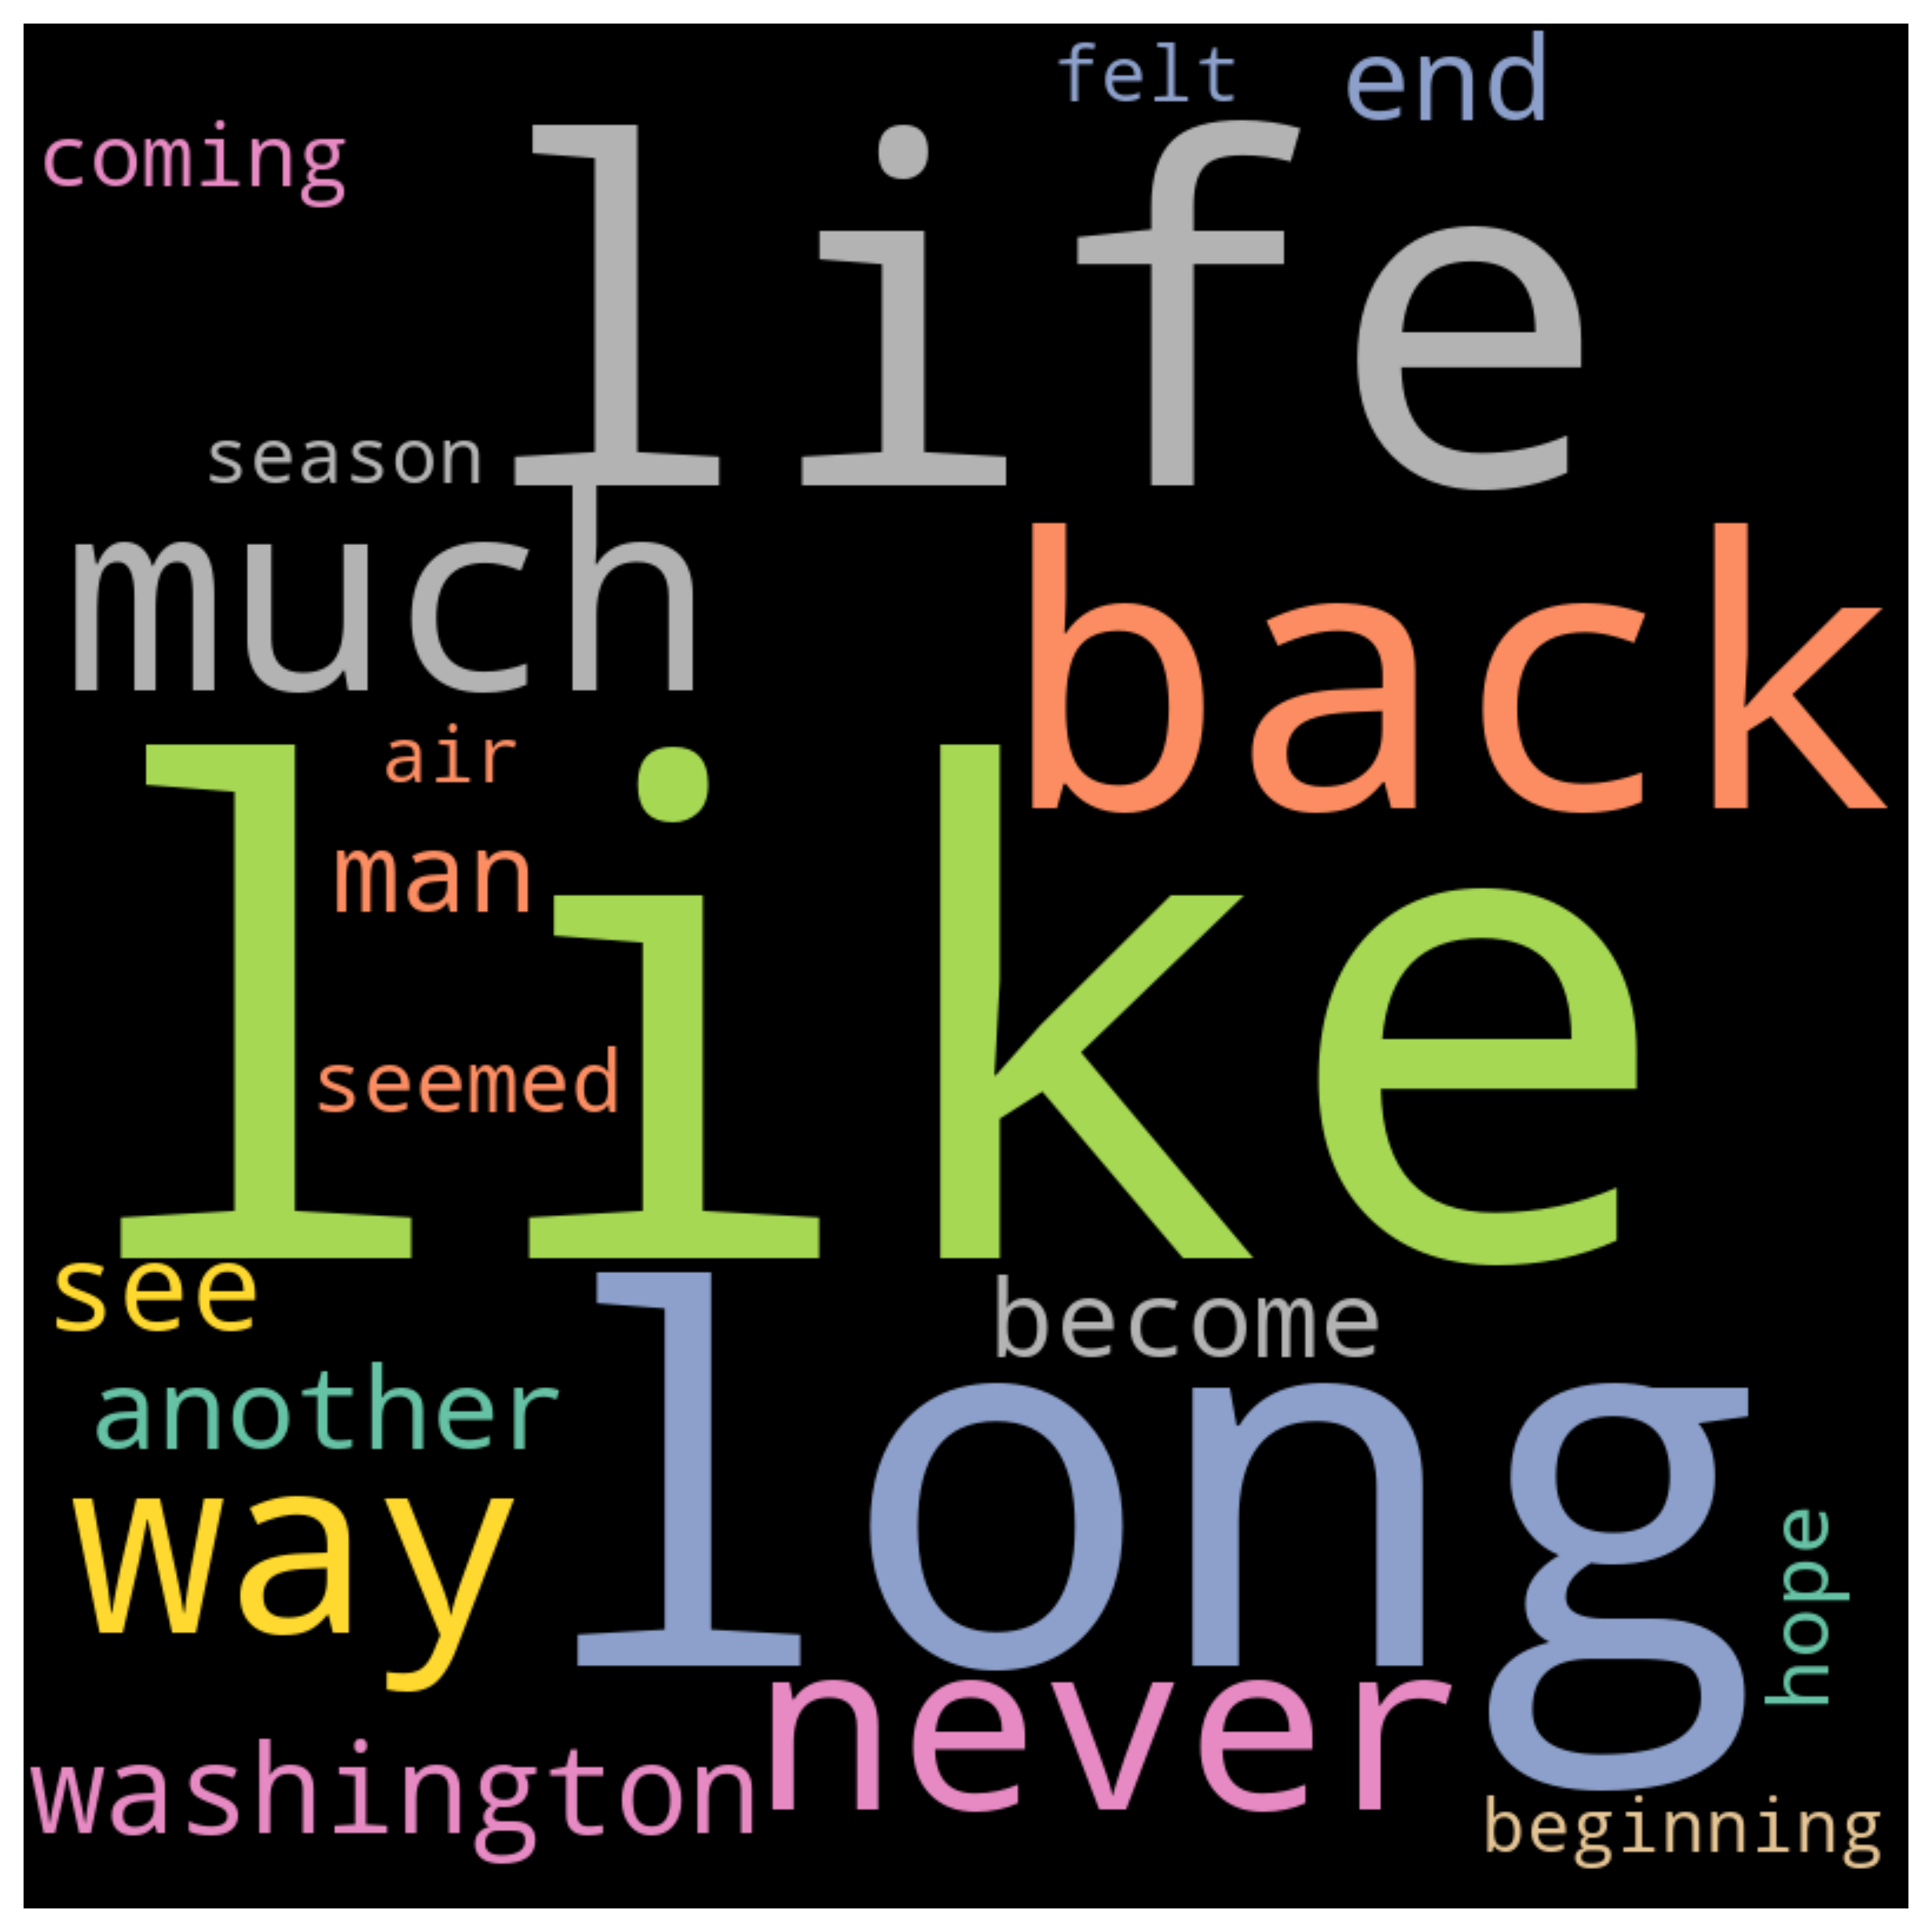 felt
end
coming
life
season
much
back
air
man
like
seemed
see
become
another
long
way
hope
never
washington
beginning